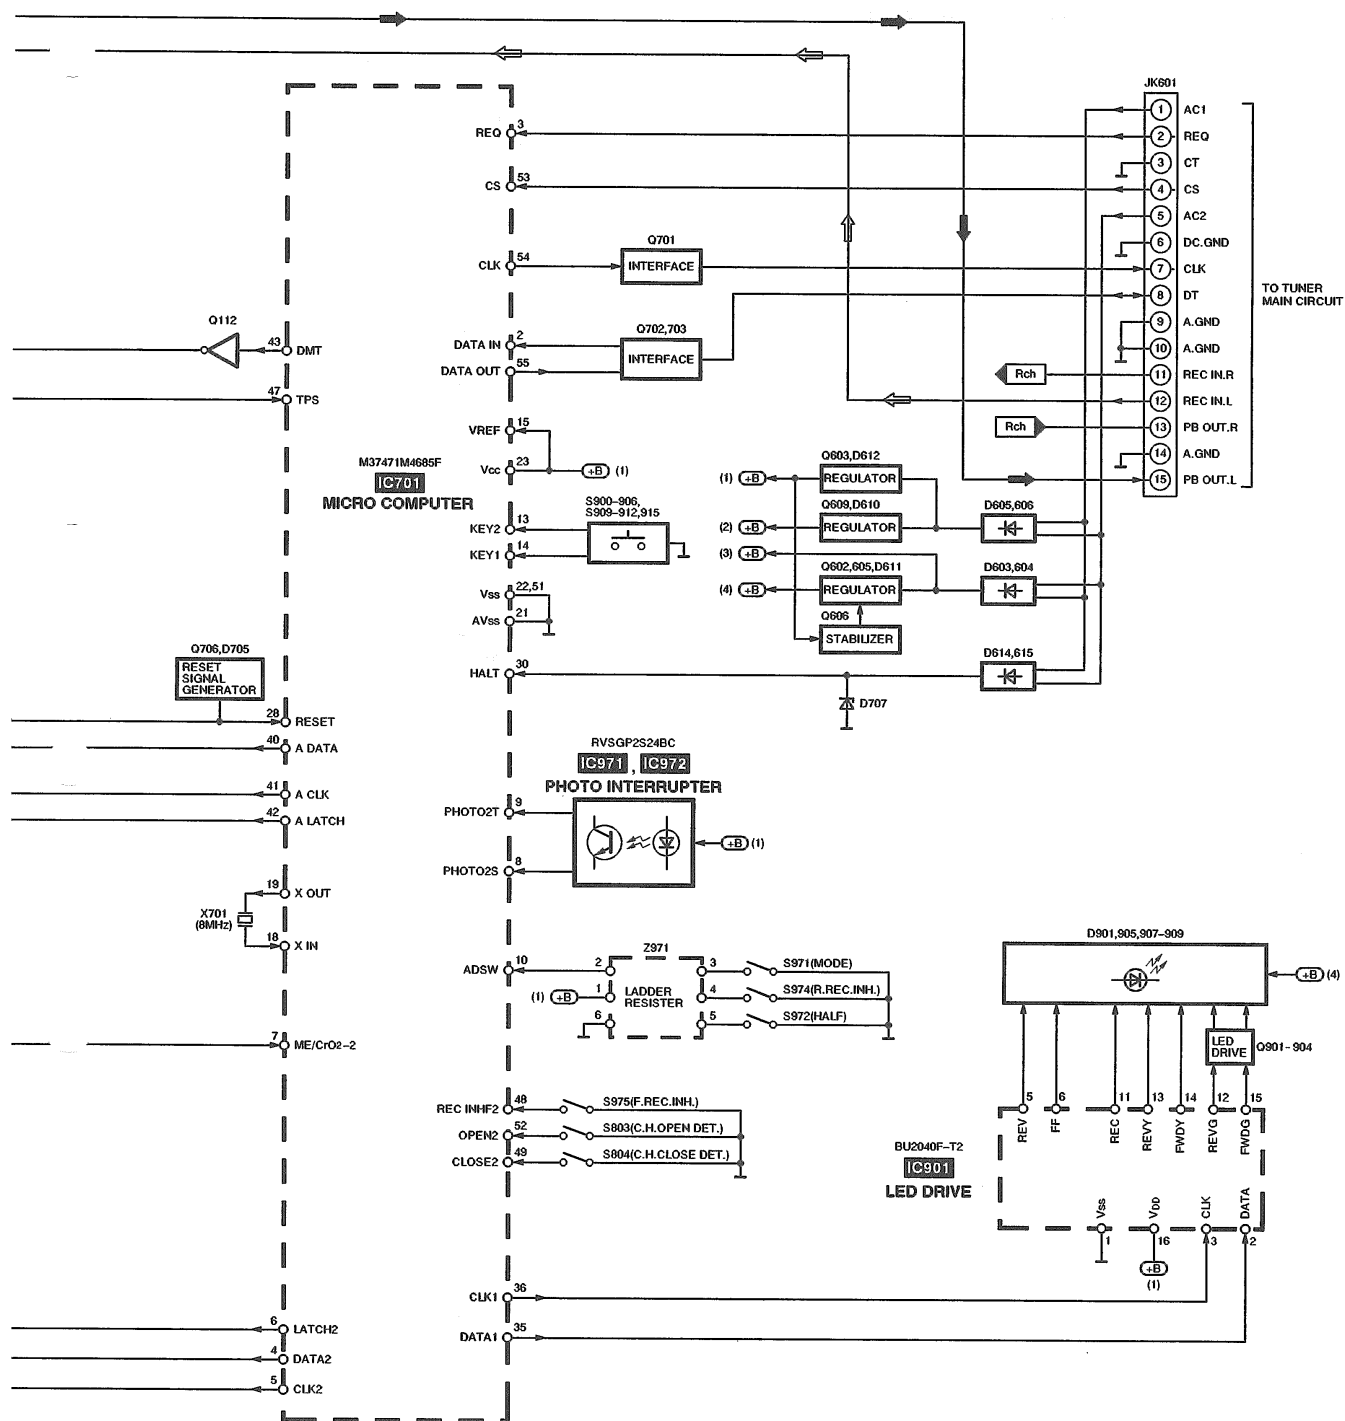 JK601
1 AC1
2 REQ
3 CT
4 CS
5 AC2
6 DC.GND
7 CLK
8 DT
9 A.GND
10 A.GND
11 REC IN.R
12 REC IN.L
13 PB OUT.R
14 A.GND
15 PB OUT.L
TO TUNER
MAIN CIRCUIT
Rch
Rch
REQ 3
CS 53
CLK 54
Q701
INTERFACE
DATA IN 2
DATA OUT 55
Q702,703
INTERFACE
Q112
43 DMT
47 TPS
VREF 15
Vcc 23
+B (1)
M37471M4685F
IC701
MICRO COMPUTER
KEY2 13
KEY1 14
S900-906,
S909-912,915
Vss 22,51
AVss 21
HALT 30
(1) +B
Q603,D612
REGULATOR
(2) +B
Q609,D610
REGULATOR
D605,606
(3) +B
(4) +B
Q602,605,D611
REGULATOR
D603,604
Q606
STABILIZER
D614,615
D707
Q706,D705
RESET
SIGNAL
GENERATOR
28 RESET
40 A DATA
41 A CLK
42 A LATCH
19 X OUT
X701
(8MHz)
18 X IN
7 ME/CrO2-2
RVSGP2S24BC
IC971 , IC972
PHOTO INTERRUPTER
PHOTO2T 9
PHOTO2S 8
+B (1)
ADSW 10
Z971
LADDER
RESISTER
2
(1) +B 1
6
3 S971(MODE)
4 S974(R.REC.INH.)
5 S972(HALF)
REC INHF2 48 S975(F.REC.INH.)
OPEN2 52 S803(C.H.OPEN DET.)
CLOSE2 49 S804(C.H.CLOSE DET.)
D901,905,907-909
+B (4)
LED
DRIVE
Q901-904
5 6 11 13 14 12 15
REV FF REC REVY FWDY REVG FWDG
BU2040F-T2
IC901
LED DRIVE
Vss VDD CLK DATA
1 16 3 2
+B
(1)
CLK1 36
DATA1 35
6 LATCH2
4 DATA2
5 CLK2